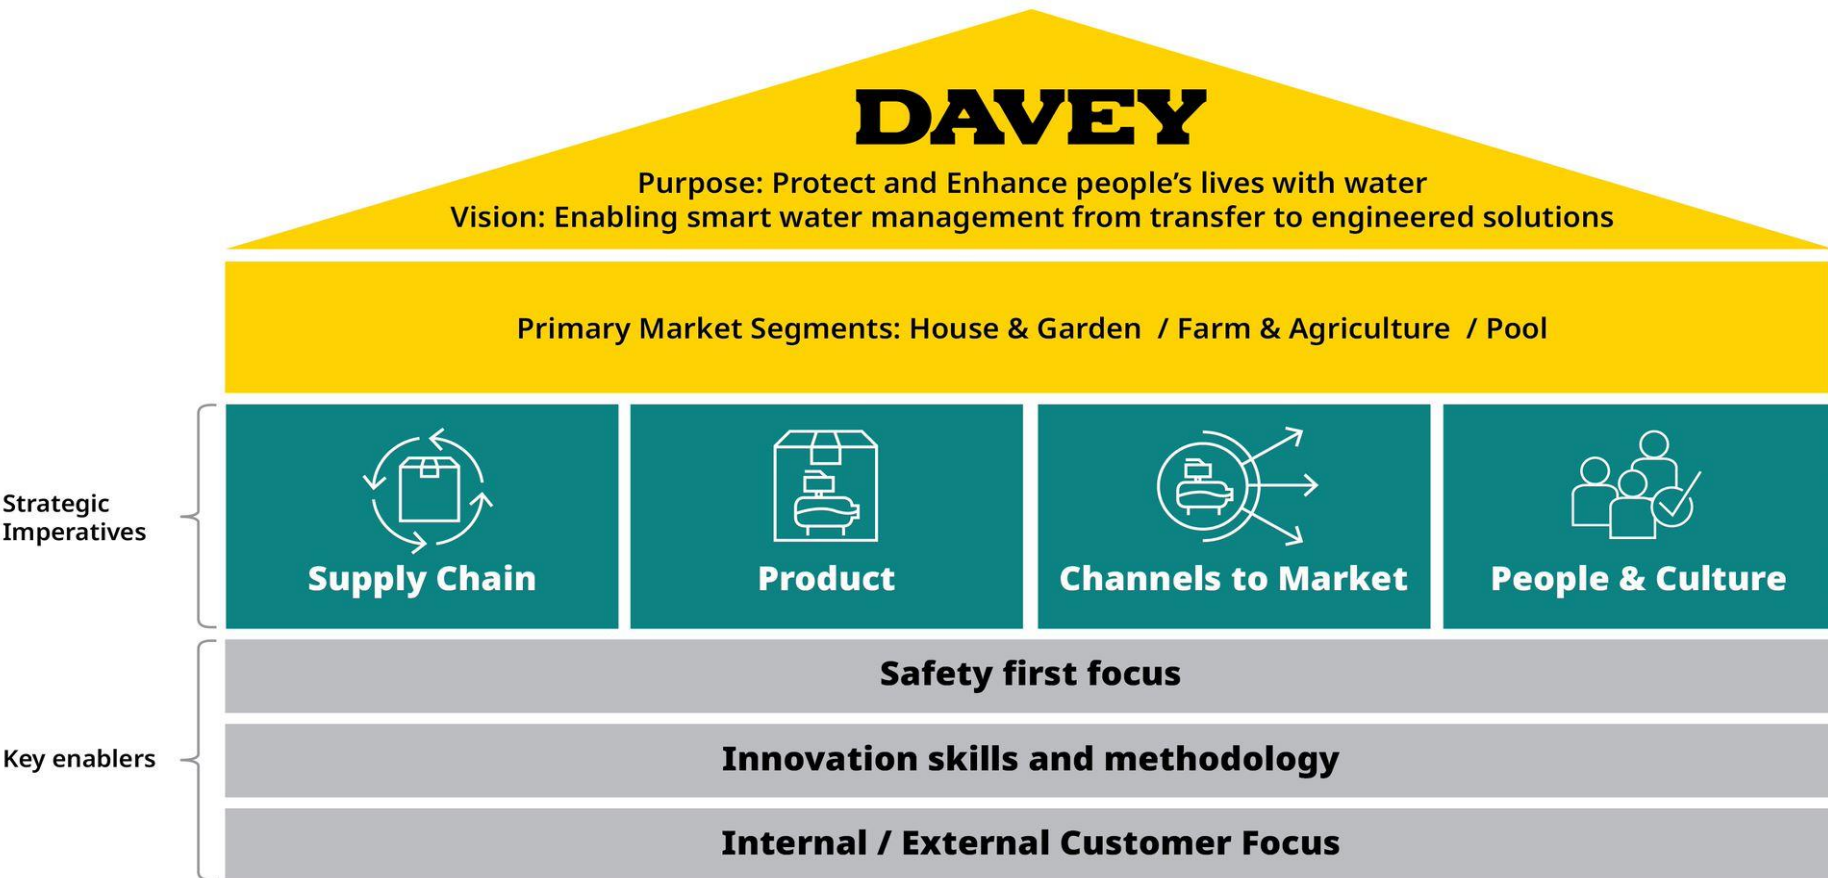 DAVEY
Purpose: Protect and Enhance people’s lives with water
Vision: Enabling smart water management from transfer to engineered solutions
Primary Market Segments: House & Garden / Farm & Agriculture / Pool
Strategic
Imperatives
Supply Chain
Product
Channels to Market
People & Culture
Key enablers
Safety first focus
Innovation skills and methodology
Internal / External Customer Focus